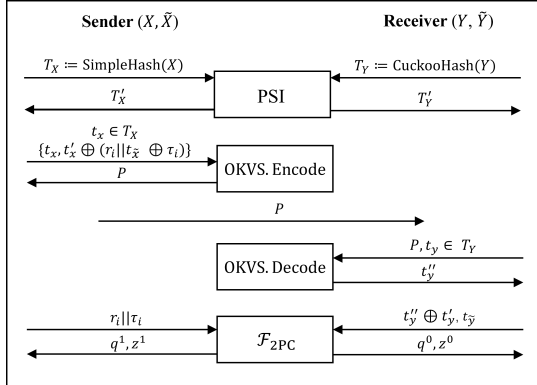 Sender (X, X̃) Receiver (Y, Ỹ)
T_X ≔ SimpleHash(X) T_Y ≔ CuckooHash(Y)
PSI
T'_X T'_Y
t_x ∈ T_X
{t_x, t'_x ⊕ (r_i||t_x̃ ⊕ τ_i)}
OKVS. Encode
P
P
P, t_y ∈ T_Y
OKVS. Decode
t''_y
r_i||τ_i t''_y ⊕ t'_y, t_ỹ
ℱ_2PC
q^1, z^1 q^0, z^0